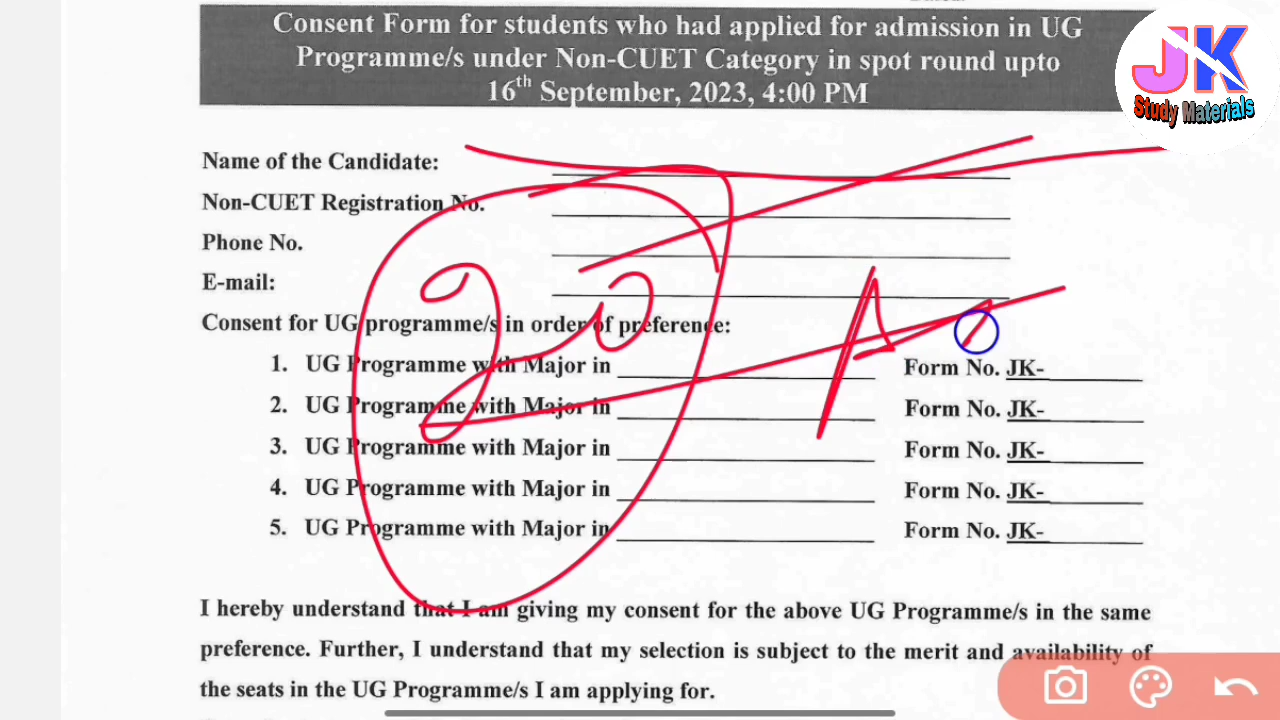 Consent Form for students who had applied for admission in UG
Programme/s under Non-CUET Category in spot round upto
16th September, 2023, 4:00 PM
JK
Study Materials
Name of the Candidate:
Non-CUET Registration No.
Phone No.
E-mail:
Consent for UG programme/s in order of preference:
1. UG Programme with Major in Form No. JK-
2. UG Programme with Major in Form No. JK-
3. UG Programme with Major in Form No. JK-
4. UG Programme with Major in Form No. JK-
5. UG Programme with Major in Form No. JK-
20
I hereby understand that I am giving my consent for the above UG Programme/s in the same
preference. Further, I understand that my selection is subject to the merit and availability of
the seats in the UG Programme/s I am applying for.